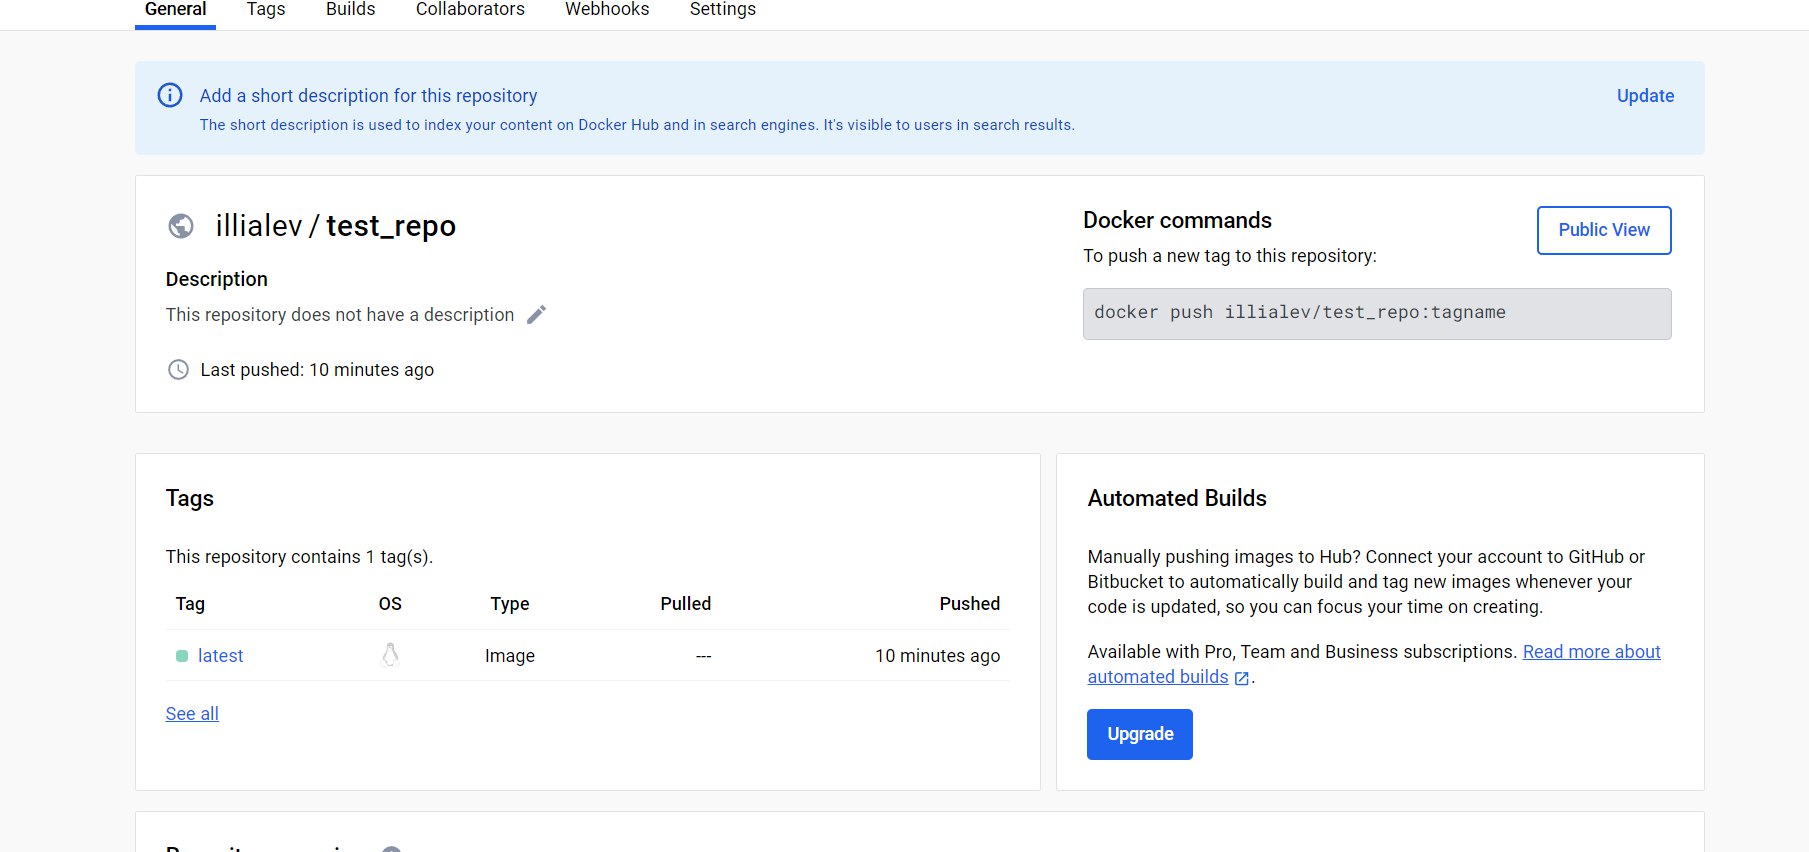 General Tags Builds Collaborators Webhooks Settings
Add a short description for this repository
Update
The short description is used to index your content on Docker Hub and in search engines. It's visible to users in search results.
illialev / test_repo
Description
This repository does not have a description
Last pushed: 10 minutes ago
Docker commands
Public View
To push a new tag to this repository:
docker push illialev/test_repo:tagname
Tags
This repository contains 1 tag(s).
Tag OS Type Pulled Pushed
latest Image --- 10 minutes ago
See all
Automated Builds
Manually pushing images to Hub? Connect your account to GitHub or
Bitbucket to automatically build and tag new images whenever your
code is updated, so you can focus your time on creating.
Available with Pro, Team and Business subscriptions. Read more about
automated builds .
Upgrade